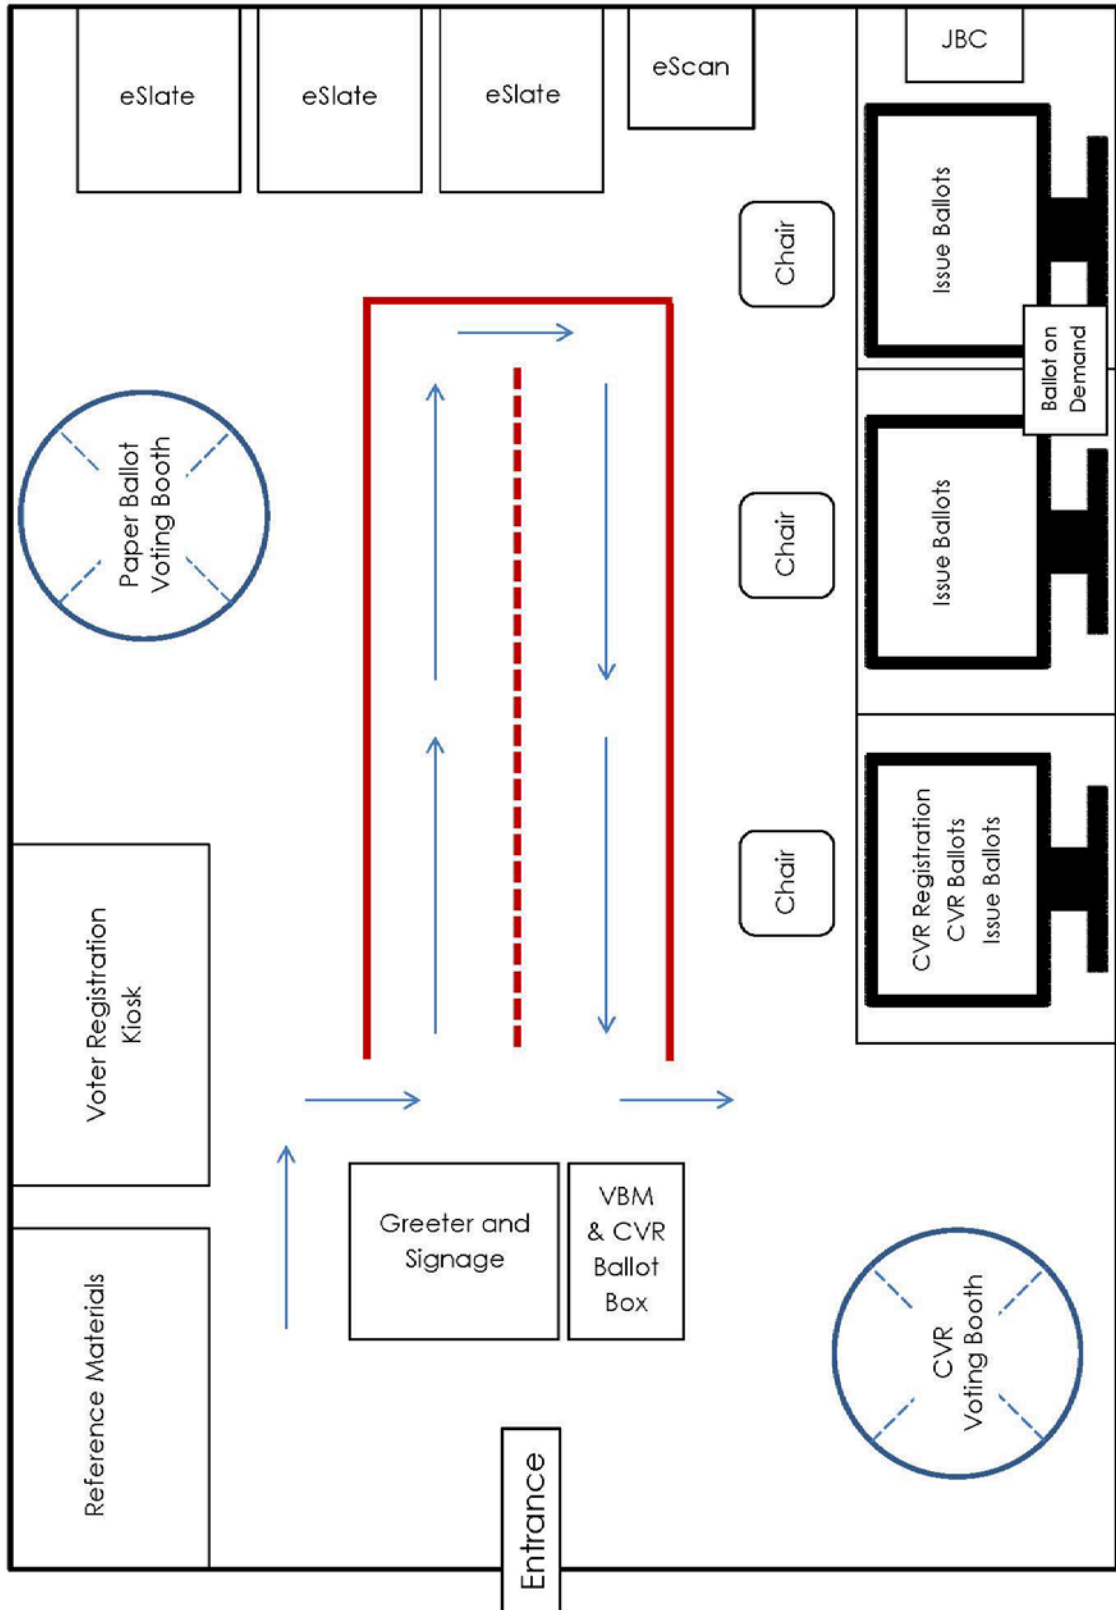 eSlate
eSlate
eSlate
eScan
JBC
Issue Ballots
Chair
Ballot on
Demand
Paper Ballot
Voting Booth
Chair
Issue Ballots
Voter Registration
Kiosk
Chair
CVR Registration
CVR Ballots
Issue Ballots
Greeter and
Signage
VBM
& CVR
Ballot
Box
Reference Materials
CVR
Voting Booth
Entrance